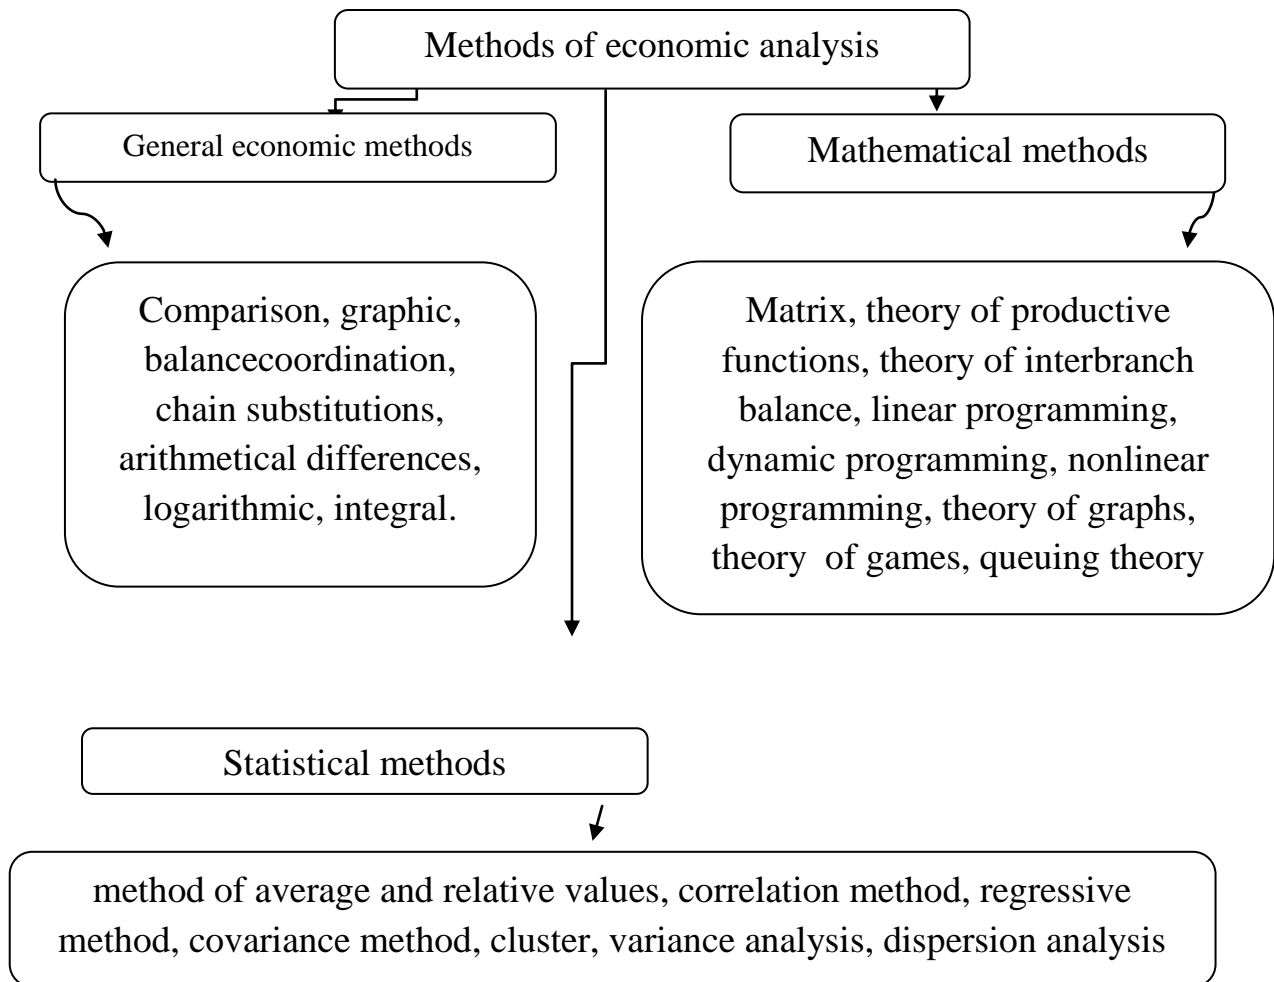 Methods of economic analysis
General economic methods
Mathematical methods
Comparison, graphic,
balancecoordination,
chain substitutions,
arithmetical differences,
logarithmic, integral.
Matrix, theory of productive
functions, theory of interbranch
balance, linear programming,
dynamic programming, nonlinear
programming, theory of graphs,
theory  of games, queuing theory
Statistical methods
method of average and relative values, correlation method, regressive
method, covariance method, cluster, variance analysis, dispersion analysis